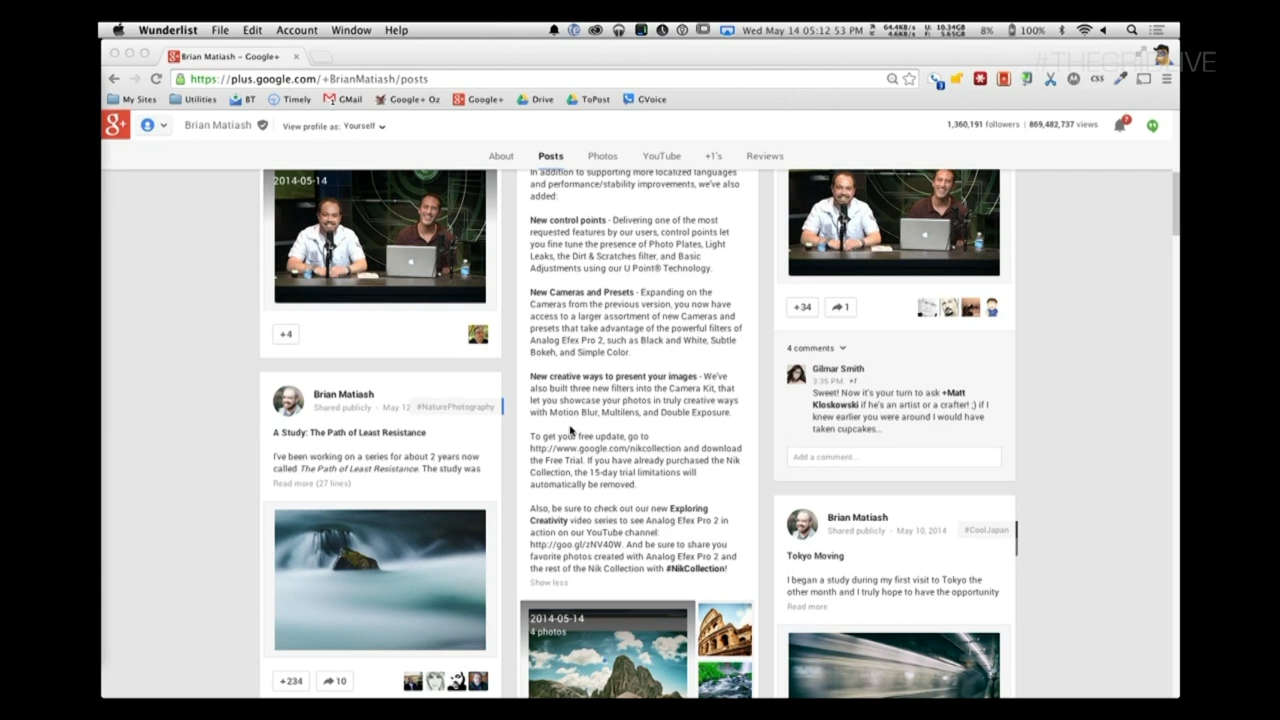 Wunderlist File Edit Account Window Help
64.4KB/s 10.34GB
4.6KB/s 5.65GB
8% Wed May 14 05:12:53 PM 100%
#THEGRIDLIVE
Brian Matiash - Google+
https://plus.google.com/+BrianMatiash/posts
CSS
My Sites Utilities BT Timely GMail Google+ Oz Google+ Drive ToPost GVoice
g+ Brian Matiash View profile as: Yourself 1,360,191 followers | 869,482,737 views
About Posts Photos YouTube +1's Reviews
2014-05-14
+4
Brian Matiash
Shared publicly - May 12 #NaturePhotography
A Study: The Path of Least Resistance
I've been working on a series for about 2 years now
called The Path of Least Resistance. The study was
Read more (27 lines)
+234 10
In addition to supporting more localized languages
and performance/stability improvements, we've also
added:
New control points - Delivering one of the most
requested features by our users, control points let
you fine tune the presence of Photo Plates, Light
Leaks, the Dirt & Scratches filter, and Basic
Adjustments using our U Point® Technology.
New Cameras and Presets - Expanding on the
Cameras from the previous version, you now have
access to a larger assortment of new Cameras and
presets that take advantage of the powerful filters of
Analog Efex Pro 2, such as Black and White, Subtle
Bokeh, and Simple Color.
New creative ways to present your images - We've
also built three new filters into the Camera Kit, that
let you showcase your photos in truly creative ways
with Motion Blur, Multilens, and Double Exposure.
To get your free update, go to
http://www.google.com/nikcollection and download
the Free Trial. If you have already purchased the Nik
Collection, the 15-day trial limitations will
automatically be removed.
Also, be sure to check out our new Exploring
Creativity video series to see Analog Efex Pro 2 in
action on our YouTube channel:
http://goo.gl/zNV40W. And be sure to share you
favorite photos created with Analog Efex Pro 2 and
the rest of the Nik Collection with #NikCollection!
Show less
2014-05-14
4 photos
+34 1
4 comments
Gilmar Smith
3:35 PM +1
Sweet! Now it's your turn to ask +Matt
Kloskowski if he's an artist or a crafter! ;) if I
knew earlier you were around I would have
taken cupcakes...
Add a comment...
Brian Matiash
Shared publicly - May 10, 2014 #CoolJapan
Tokyo Moving
I began a study during my first visit to Tokyo the
other month and I truly hope to have the opportunity
Read more